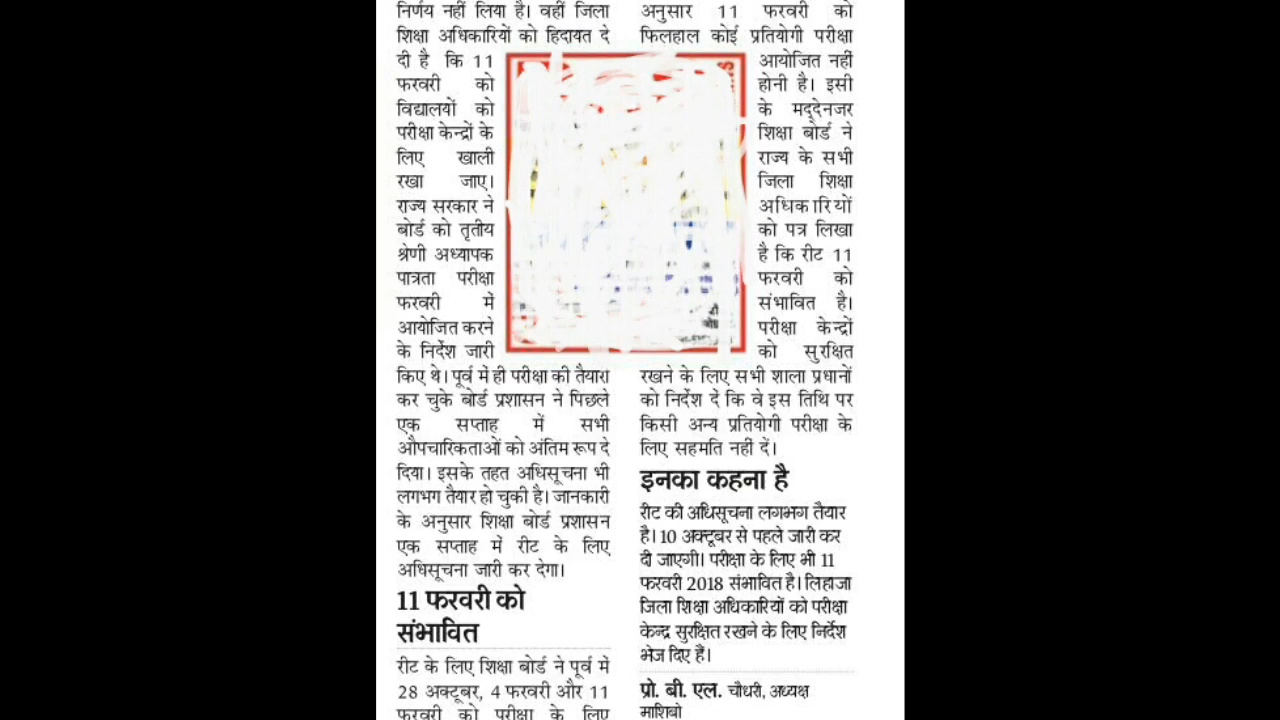 निर्णय नहीं लिया है। वहीं जिला
शिक्षा अधिकारियों को हिदायत दे
दी है कि 11
फरवरी को
विद्यालयों को
परीक्षा केन्द्रों के
लिए खाली
रखा जाए।
राज्य सरकार ने
बोर्ड को तृतीय
श्रेणी अध्यापक
पात्रता परीक्षा
फरवरी में
आयोजित करने
के निर्देश जारी
किए थे। पूर्व में ही परीक्षा की तैयारी
कर चुके बोर्ड प्रशासन ने पिछले
एक सप्ताह में सभी
औपचारिकताओं को अंतिम रूप दे
दिया। इसके तहत अधिसूचना भी
लगभग तैयार हो चुकी है। जानकारी
के अनुसार शिक्षा बोर्ड प्रशासन
एक सप्ताह में रीट के लिए
अधिसूचना जारी कर देगा।
11 फरवरी को
संभावित
रीट के लिए शिक्षा बोर्ड ने पूर्व में
28 अक्टूबर, 4 फरवरी और 11
फरवरी को परीक्षा के लिए
अनुसार 11 फरवरी को
फिलहाल कोई प्रतियोगी परीक्षा
आयोजित नहीं
होनी है। इसी
के मद्देनजर
शिक्षा बोर्ड ने
राज्य के सभी
जिला शिक्षा
अधिकारियों
को पत्र लिखा
है कि रीट 11
फरवरी को
संभावित है।
परीक्षा केन्द्रों
को सुरक्षित
रखने के लिए सभी शाला प्रधानों
को निर्देश दें कि वे इस तिथि पर
किसी अन्य प्रतियोगी परीक्षा के
लिए सहमति नहीं दें।
इनका कहना है
रीट की अधिसूचना लगभग तैयार
है। 10 अक्टूबर से पहले जारी कर
दी जाएगी। परीक्षा के लिए भी 11
फरवरी 2018 संभावित है। लिहाजा
जिला शिक्षा अधिकारियों को परीक्षा
केन्द्र सुरक्षित रखने के लिए निर्देश
भेज दिए हैं।
प्रो. बी. एल. चौधरी, अध्यक्ष
माशिबो